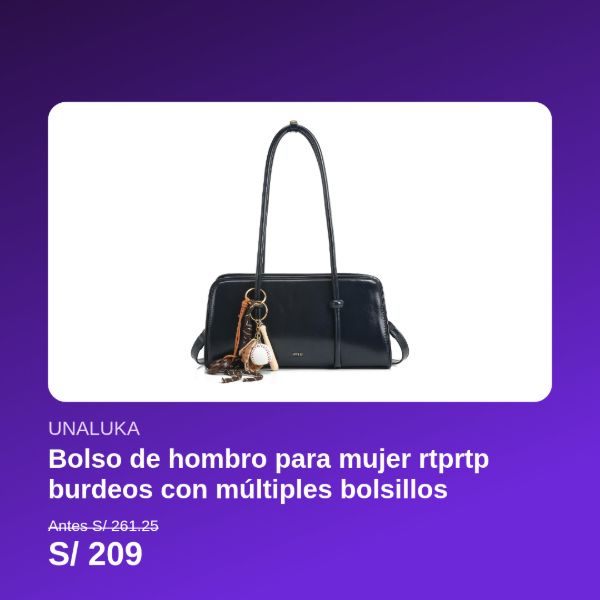 UNALUKA
Bolso de hombro para mujer rtprtp
burdeos con múltiples bolsillos
Antes S/ 261.25
S/ 209